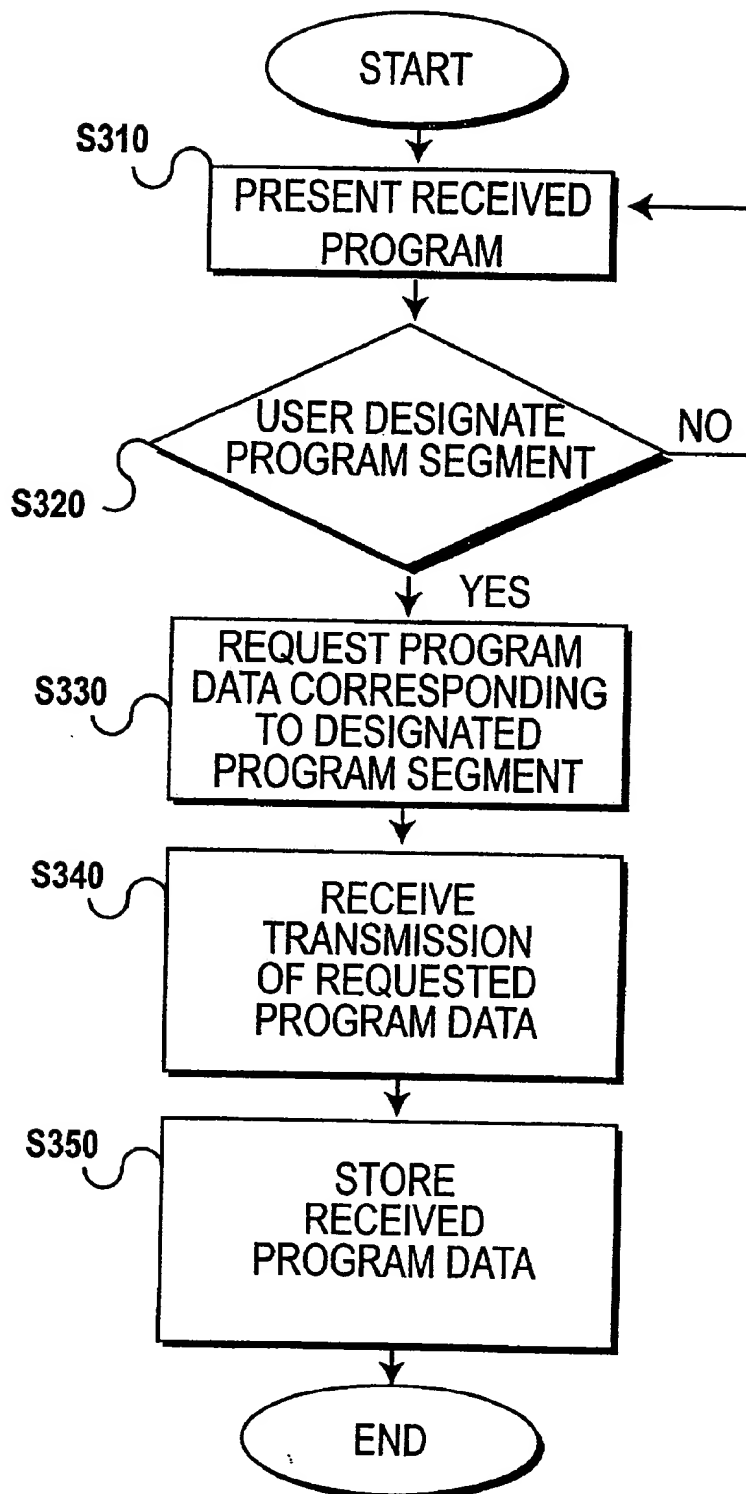 START
S310
PRESENT RECEIVED
PROGRAM
USER DESIGNATE
PROGRAM SEGMENT
NO
S320
YES
REQUEST PROGRAM
DATA CORRESPONDING
TO DESIGNATED
PROGRAM SEGMENT
S330
S340
RECEIVE
TRANSMISSION
OF REQUESTED
PROGRAM DATA
S350
STORE
RECEIVED
PROGRAM DATA
END